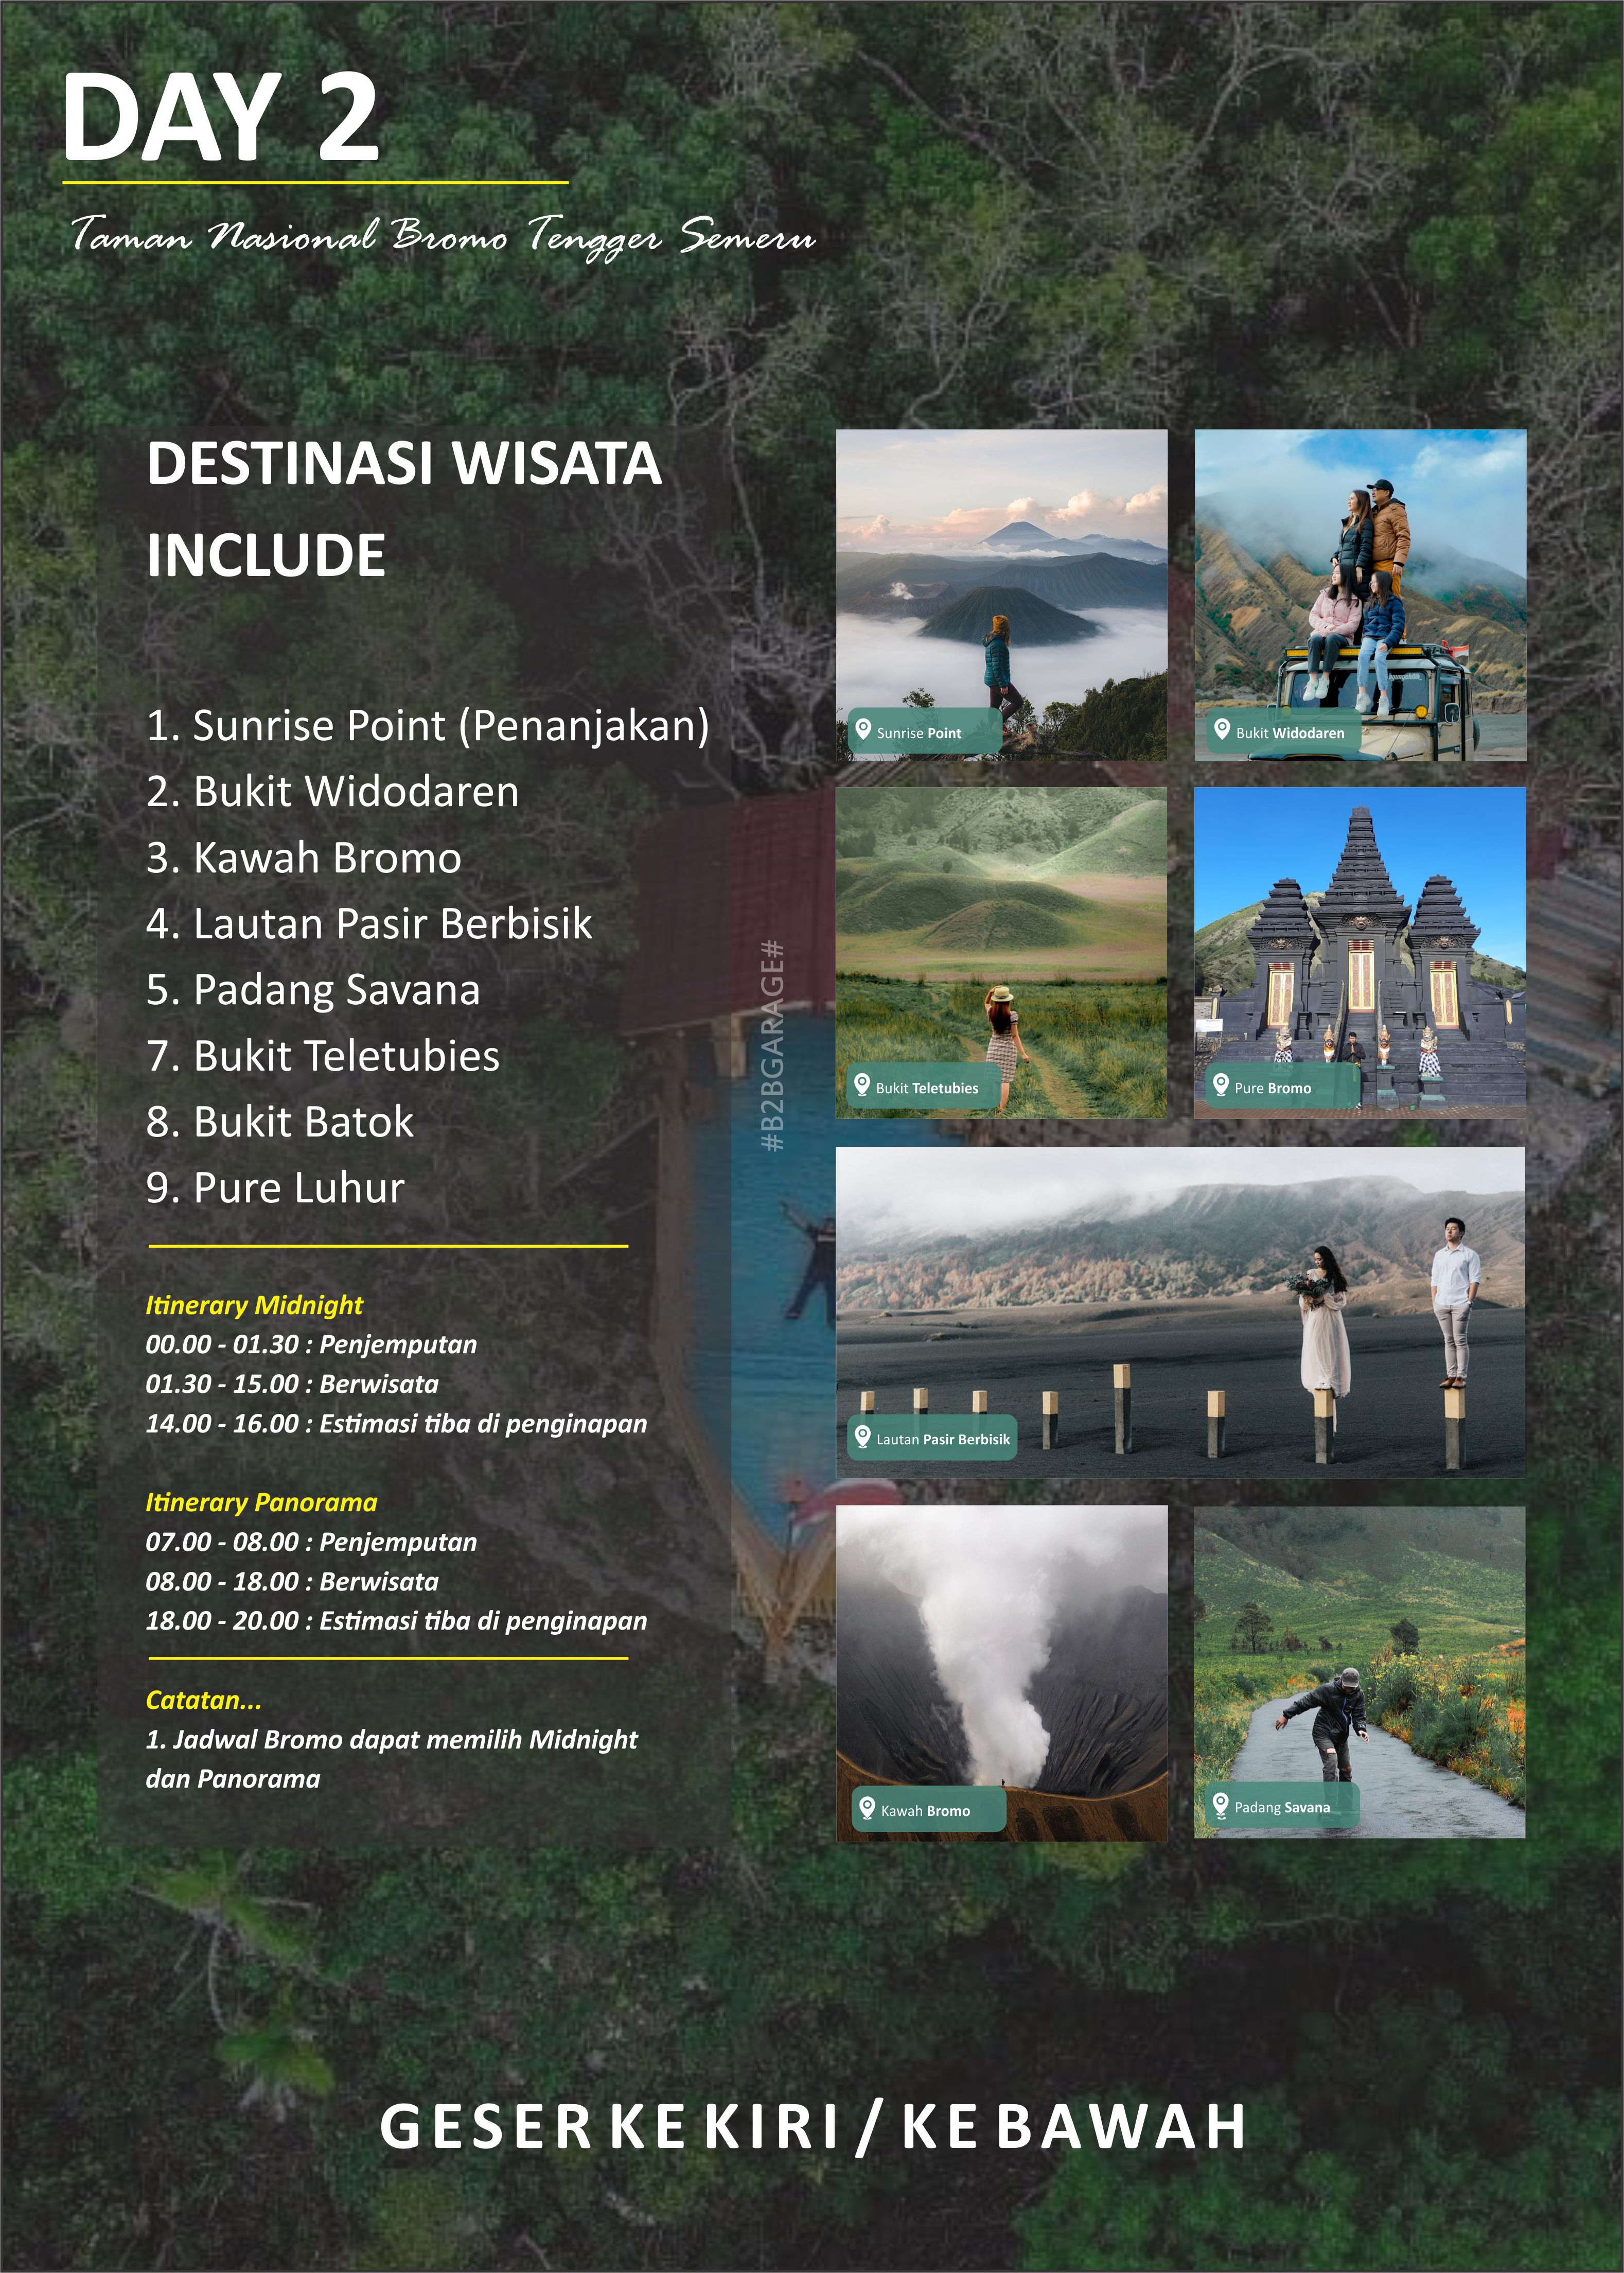 DAY 2
Taman Nasional Bromo Tengger Semeru
DESTINASI WISATA
INCLUDE
1. Sunrise Point (Penanjakan)
2. Bukit Widodaren
3. Kawah Bromo
4. Lautan Pasir Berbisik
5. Padang Savana
7. Bukit Teletubies
8. Bukit Batok
9. Pure Luhur
Itinerary Midnight
00.00 - 01.30 : Penjemputan
01.30 - 15.00 : Berwisata
14.00 - 16.00 : Estimasi tiba di penginapan
Itinerary Panorama
07.00 - 08.00 : Penjemputan
08.00 - 18.00 : Berwisata
18.00 - 20.00 : Estimasi tiba di penginapan
Catatan...
1. Jadwal Bromo dapat memilih Midnight
dan Panorama
#B2BGARAGE#
Sunrise Point
Bukit Widodaren
Bukit Teletubies
Pure Bromo
Lautan Pasir Berbisik
Kawah Bromo
Padang Savana
GESER KE KIRI / KE BAWAH